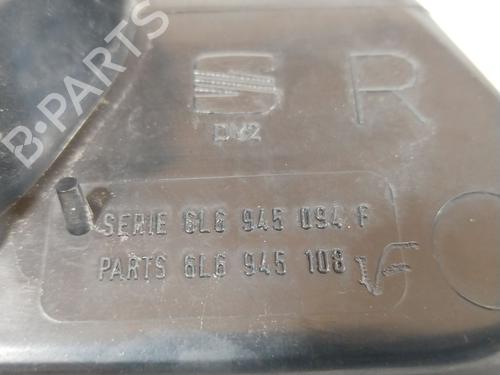 B-PARTS
S R
DM2
SERIE 6L6 945 094 F
PARTS 6L6 945 108 F